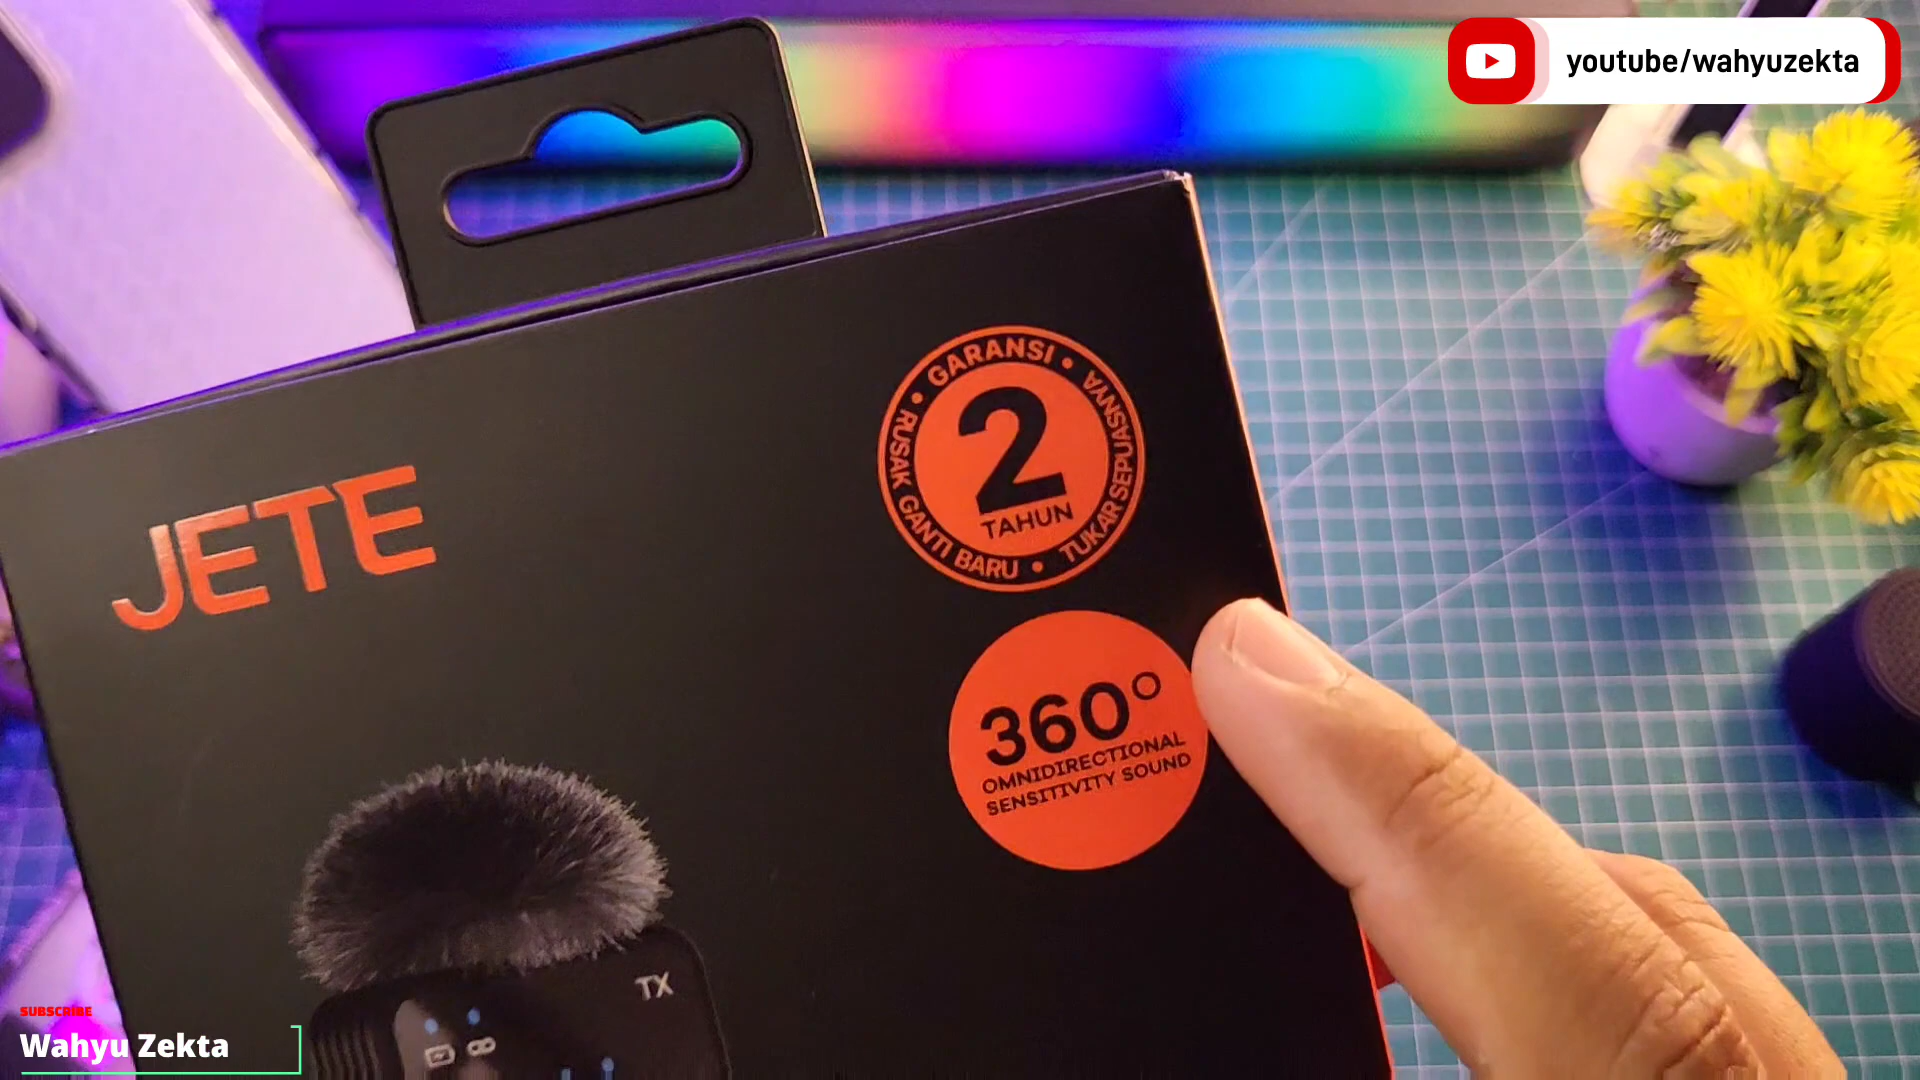 youtube/wahyuzekta
JETE
GARANSI • TUKAR SEPUASNYA • RUSAK GANTI BARU •
2
TAHUN
360°
OMNIDIRECTIONAL
SENSITIVITY SOUND
TX
SUBSCRIBE
Wahyu Zekta